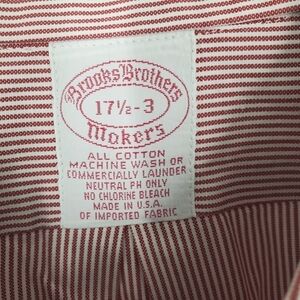 Brooks Brothers
17½-3
Makers
ALL COTTON
MACHINE WASH OR
COMMERCIALLY LAUNDER
NEUTRAL PH ONLY
NO CHLORINE BLEACH
MADE IN U.S.A.
OF IMPORTED FABRIC